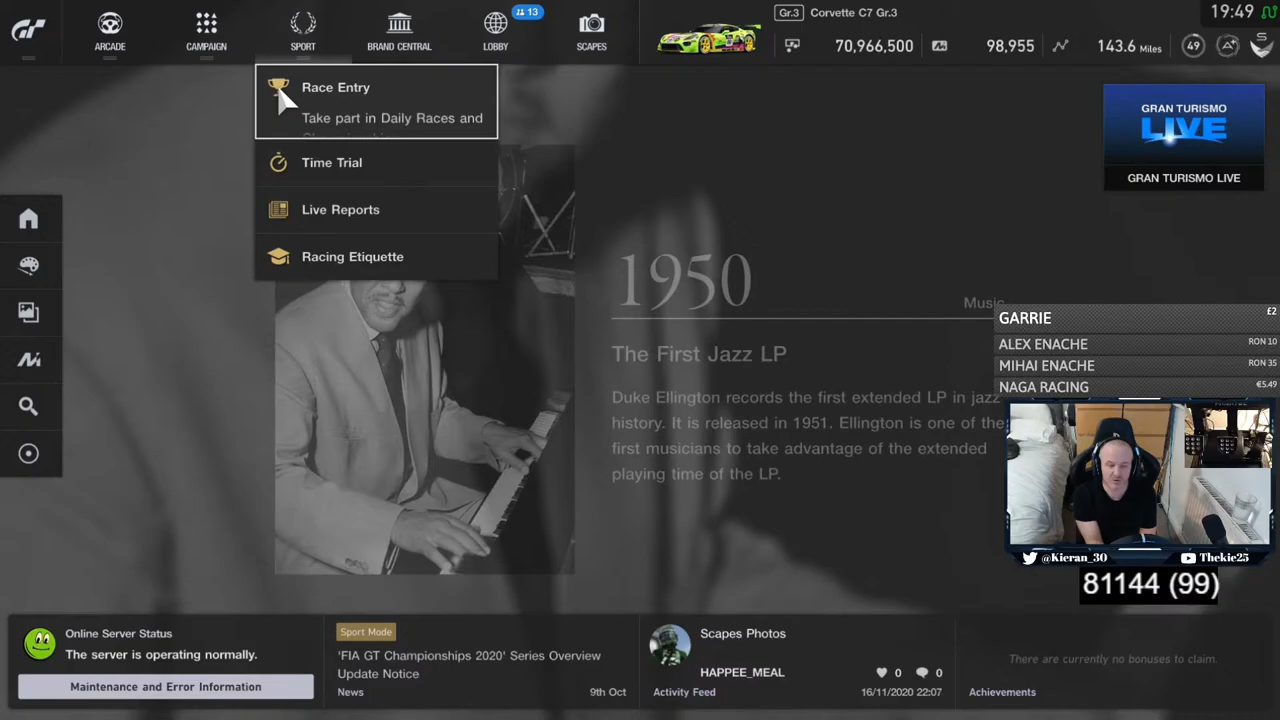 ARCADE
CAMPAIGN
SPORT
BRAND CENTRAL
LOBBY
13
SCAPES
Gr.3 Corvette C7 Gr.3
70,966,500
98,955
143.6 Miles
49
S
19:49
Race Entry
Take part in Daily Races and
Time Trial
Live Reports
Racing Etiquette
GRAN TURISMO
LIVE
GRAN TURISMO LIVE
1950
Music
The First Jazz LP
Duke Ellington records the first extended LP in jazz
history. It is released in 1951. Ellington is one of the
first musicians to take advantage of the extended
playing time of the LP.
GARRIE £2
ALEX ENACHE RON 10
MIHAI ENACHE RON 35
NAGA RACING €5.49
@Kieran_30 Thekie25
81144 (99)
Online Server Status
The server is operating normally.
Maintenance and Error Information
Sport Mode
'FIA GT Championships 2020' Series Overview
Update Notice
News 9th Oct
Scapes Photos
HAPPEE_MEAL 0 0
Activity Feed 16/11/2020 22:07
There are currently no bonuses to claim.
Achievements